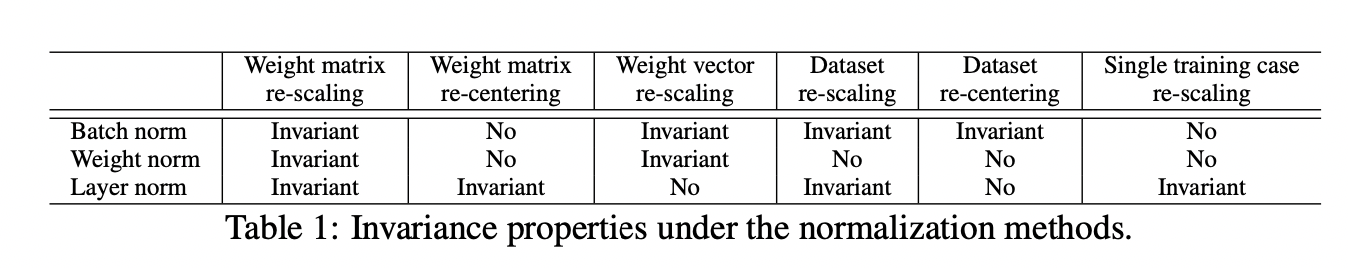 Weight matrix re-scaling Weight matrix re-centering Weight vector re-scaling Dataset re-scaling Dataset re-centering Single training case re-scaling
Batch norm Invariant No Invariant Invariant Invariant No
Weight norm Invariant No Invariant No No No
Layer norm Invariant Invariant No Invariant No Invariant
Table 1: Invariance properties under the normalization methods.